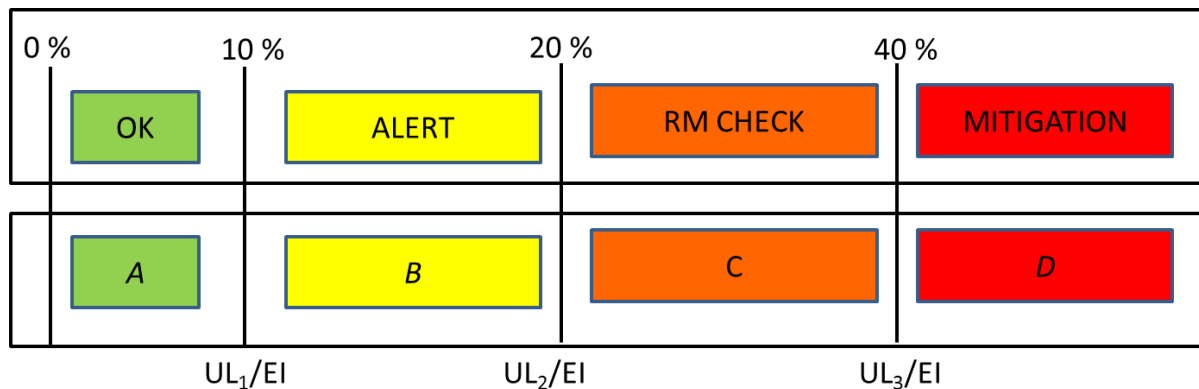 0 % 10 % 20 % 40 %
OK ALERT RM CHECK MITIGATION
A B C D
UL₁/EI UL₂/EI UL₃/EI